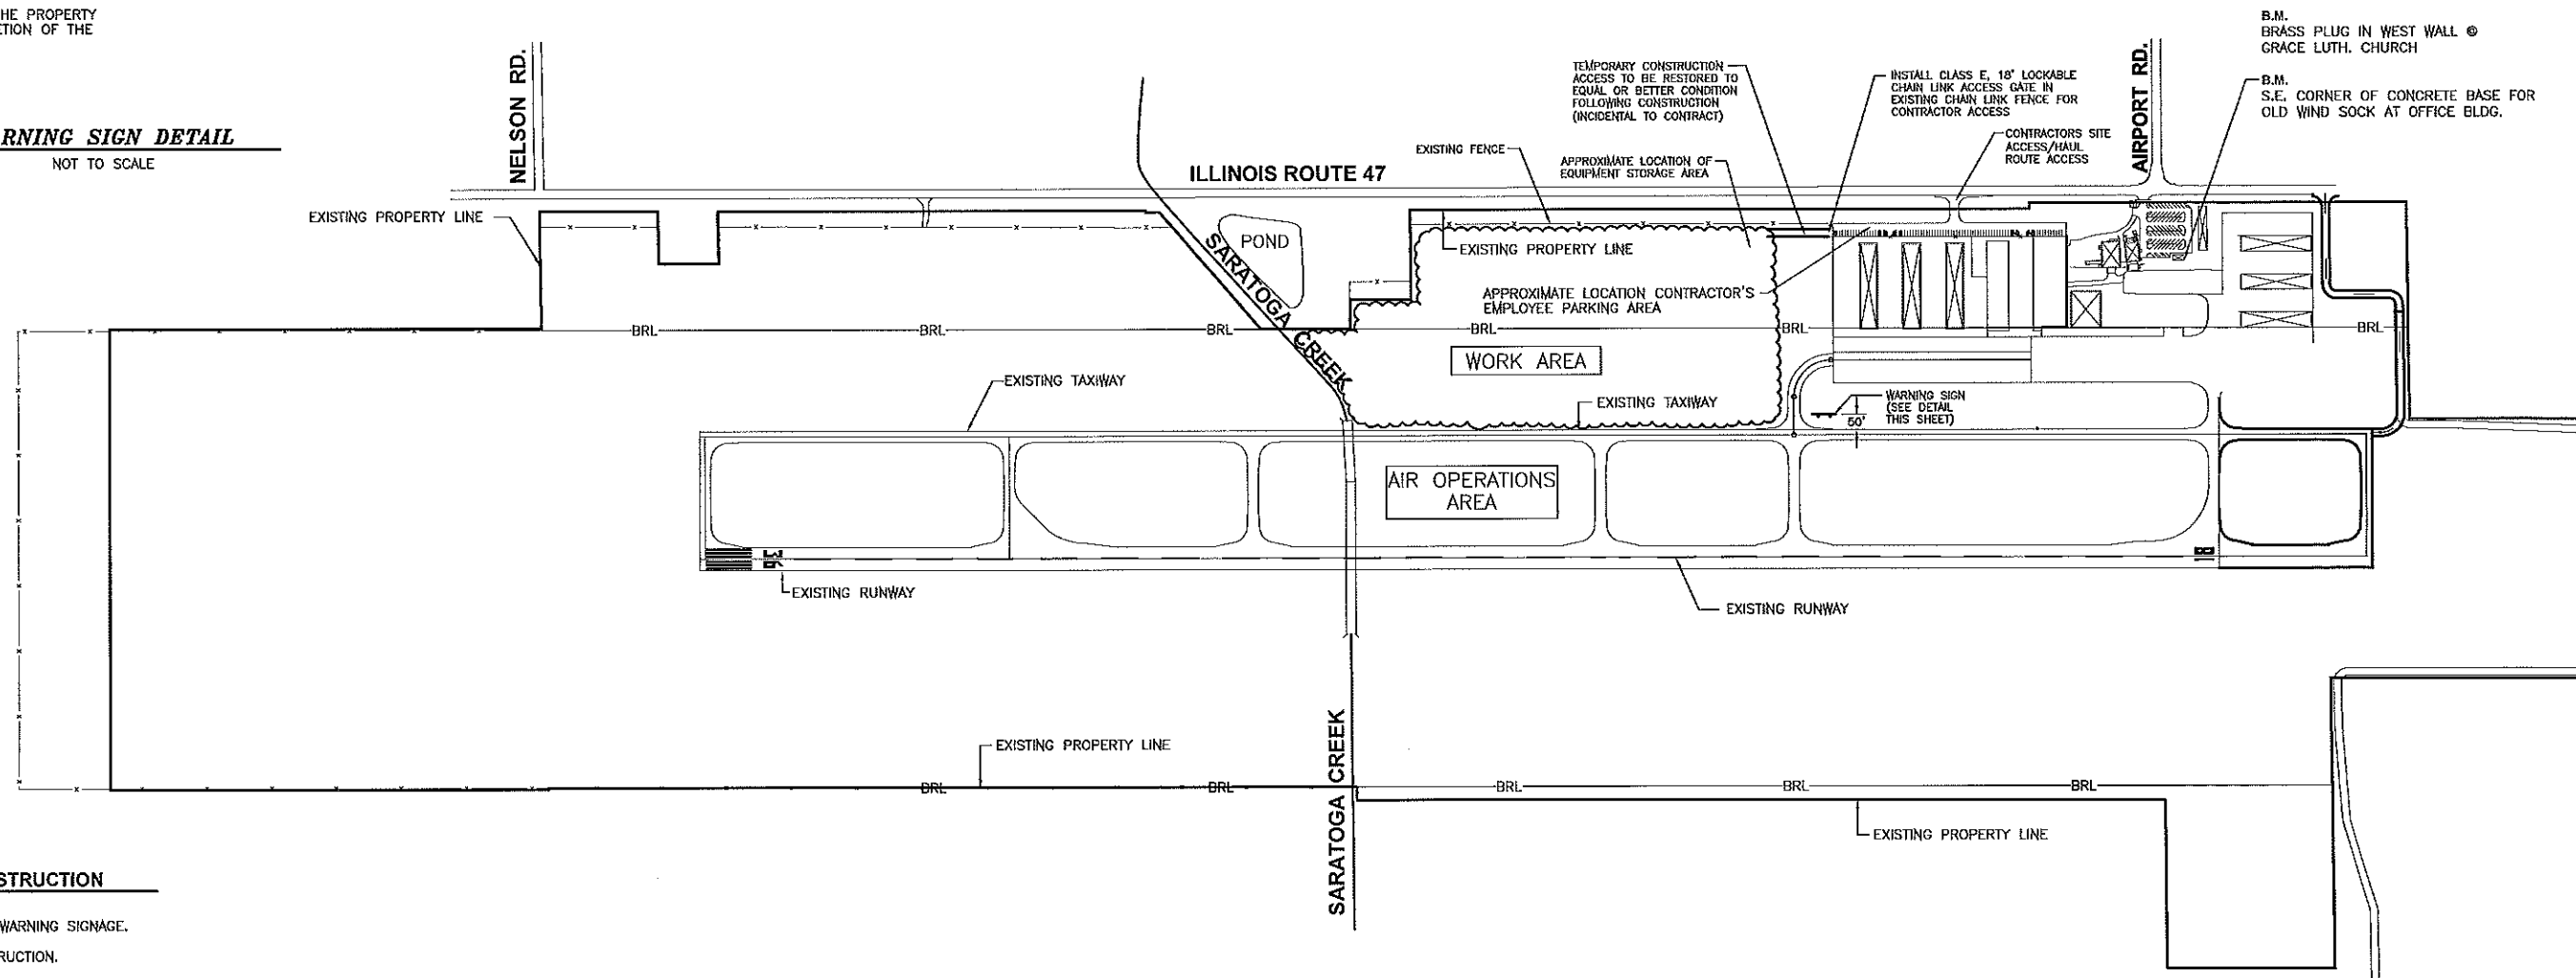 HE PROPERTY
TION OF THE
RNING SIGN DETAIL
NOT TO SCALE
NELSON RD.
ILLINOIS ROUTE 47
AIRPORT RD.
B.M.
BRASS PLUG IN WEST WALL @
GRACE LUTH. CHURCH
B.M.
S.E. CORNER OF CONCRETE BASE FOR
OLD WIND SOCK AT OFFICE BLDG.
TEMPORARY CONSTRUCTION
ACCESS TO BE RESTORED TO
EQUAL OR BETTER CONDITION
FOLLOWING CONSTRUCTION
(INCIDENTAL TO CONTRACT)
INSTALL CLASS E, 18' LOCKABLE
CHAIN LINK ACCESS GATE IN
EXISTING CHAIN LINK FENCE FOR
CONTRACTOR ACCESS
CONTRACTORS SITE
ACCESS/HAUL
ROUTE ACCESS
EXISTING FENCE
APPROXIMATE LOCATION OF
EQUIPMENT STORAGE AREA
EXISTING PROPERTY LINE
POND
SARATOGA CREEK
EXISTING PROPERTY LINE
APPROXIMATE LOCATION CONTRACTOR'S
EMPLOYEE PARKING AREA
BRL
BRL
BRL
BRL
BRL
BRL
WORK AREA
EXISTING TAXIWAY
EXISTING TAXIWAY
WARNING SIGN
(SEE DETAIL
THIS SHEET)
50'
AIR OPERATIONS
AREA
18
EXISTING RUNWAY
EXISTING RUNWAY
SARATOGA CREEK
EXISTING PROPERTY LINE
BRL
BRL
BRL
BRL
BRL
EXISTING PROPERTY LINE
STRUCTION
WARNING SIGNAGE.
RUCTION.